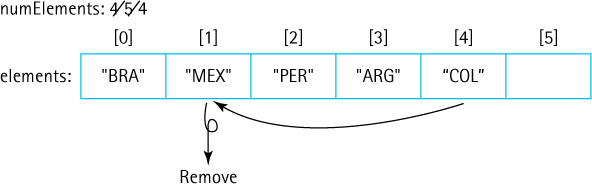 numElements: 4/5/4
[0] [1] [2] [3] [4] [5]
elements: "BRA" "MEX" "PER" "ARG" “COL”
Remove